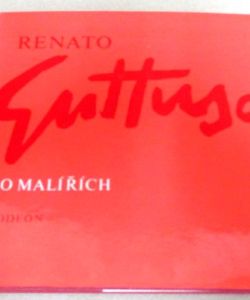 RENATO
Guttuso
O MALÍŘÍCH
ODEON